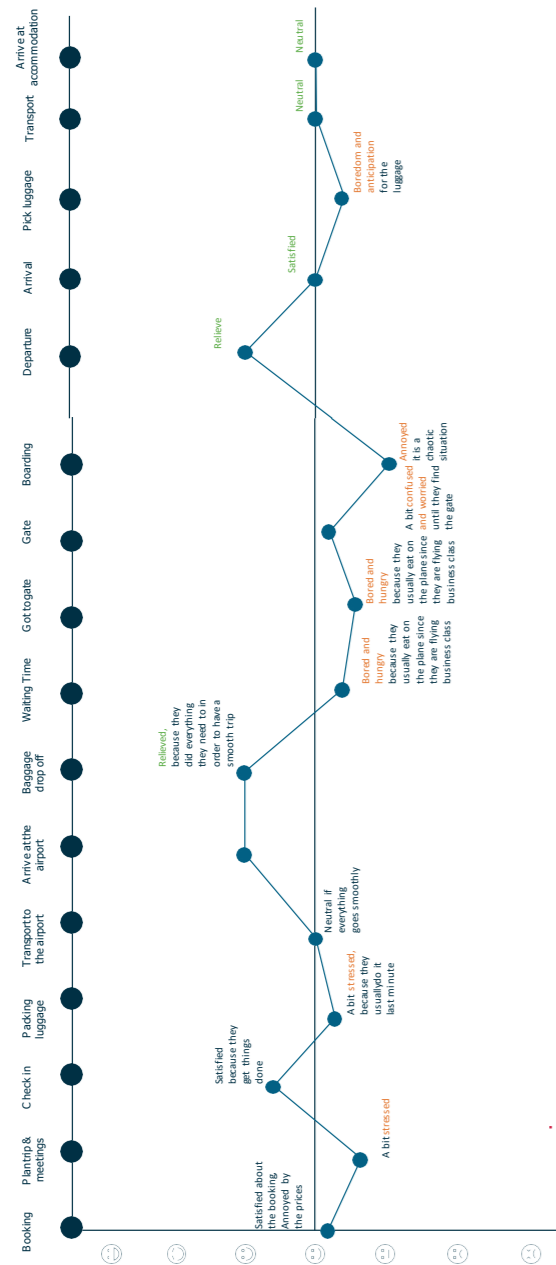 Booking
Plan trip &
meetings
Check in
Packing
luggage
Transport to
the airport
Arrive at the
airport
Baggage
drop off
Waiting Time
Got to gate
Gate
Boarding
Departure
Arrival
Pick luggage
Transport
Arrive at
accommodation
Satisfied about
the booking.
Annoyed by
the prices
A bit stressed
Satisfied
because they
get things
done
A bit stressed,
because they
usually do it
last minute
Neutral if
everything
goes smoothly
Relieved,
because they
did everything
they need to in
order to have a
smooth trip
Bored and
hungry
because they
usually eat on
the plane since
they are flying
business class
Bored and
hungry
because they
usually eat on
the plane since
they are flying
business class
A bit confused
and worried
until they find
the gate
Annoyed
it is a
chaotic
situation
Relieve
Satisfied
Boredom and
anticipation
for the
luggage
Neutral
Neutral